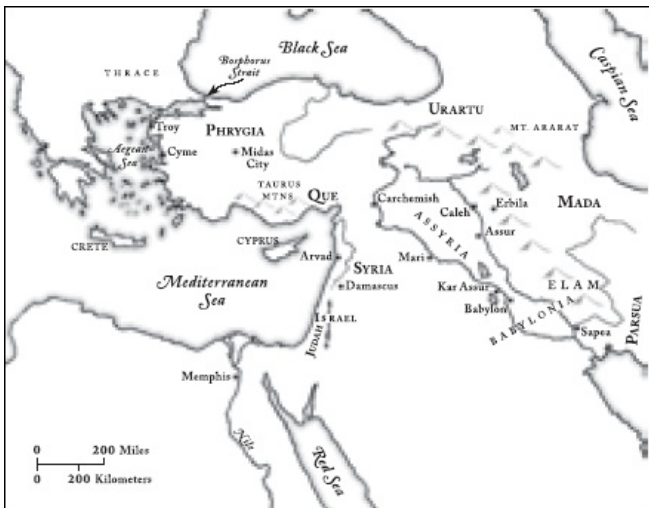 Black Sea
Bosphorus
Strait
THRACE
Caspian Sea
URARTU
MT. ARARAT
Troy
PHRYGIA
Aegean
Sea
Cyme
Midas
City
TAURUS
MTNS
QUE
Carchemish
Caleh
Erbila
MADA
ASSYRIA
Assur
CRETE
CYPRUS
Arvad
SYRIA
Mari
Mediterranean
Sea
Damascus
Kar Assur
ELAM
Babylon
BABYLONIA
ISRAEL
JUDAH
Sapea
PARSUA
Memphis
Nile
Red Sea
0 200 Miles
0 200 Kilometers